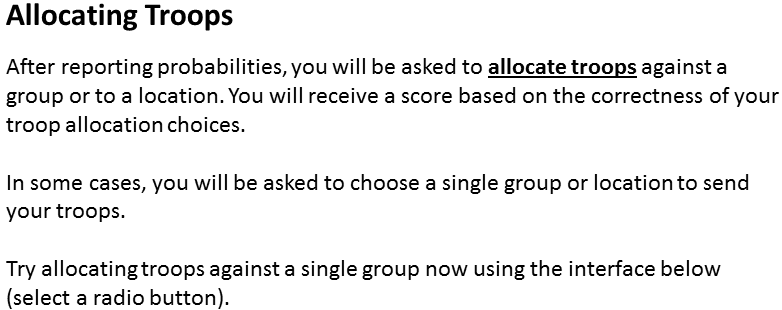 Allocating Troops
After reporting probabilities, you will be asked to allocate troops against a
group or to a location. You will receive a score based on the correctness of your
troop allocation choices.
In some cases, you will be asked to choose a single group or location to send
your troops.
Try allocating troops against a single group now using the interface below
(select a radio button).